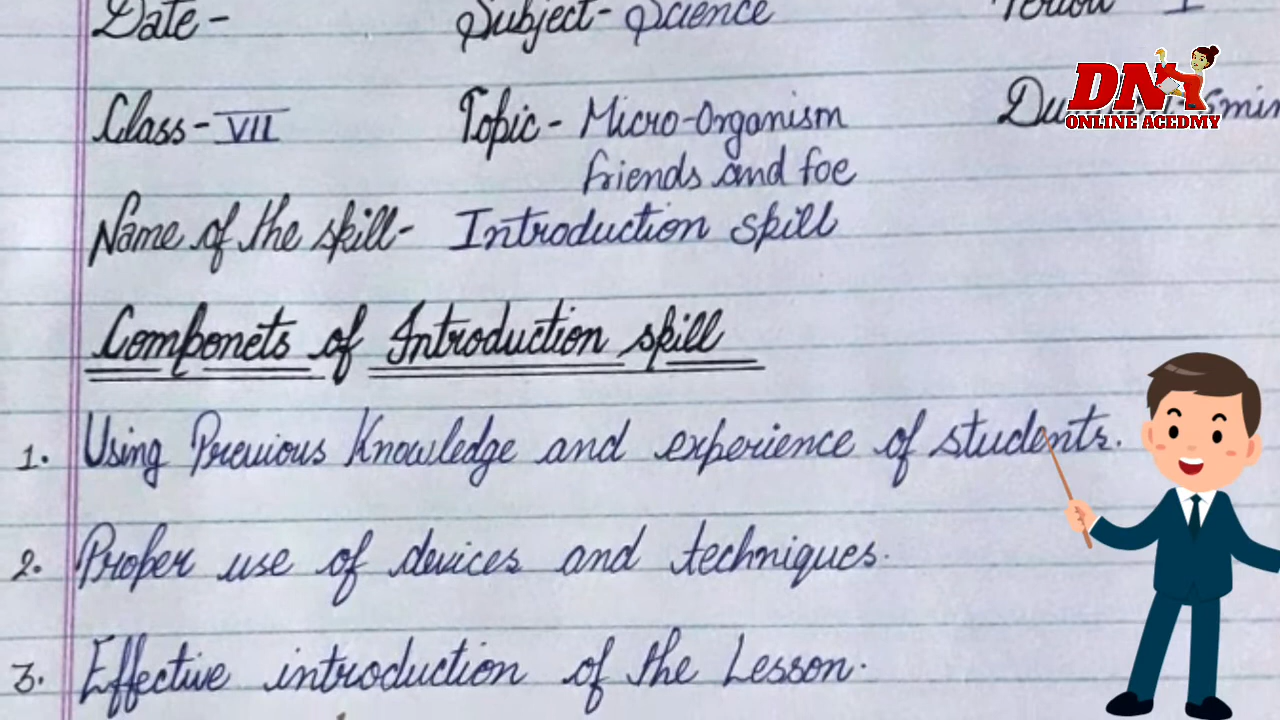 Date - Subject- Science Period I
DNY
ONLINE ACEDMY
Class- VII Topic - Micro-Organism
friends and foe
Name of the skill- Introduction skill
Componets of Introduction skill
1. Using Previous Knowledge and experience of students.
2. Proper use of devices and techniques.
3. Effective introduction of the Lesson.